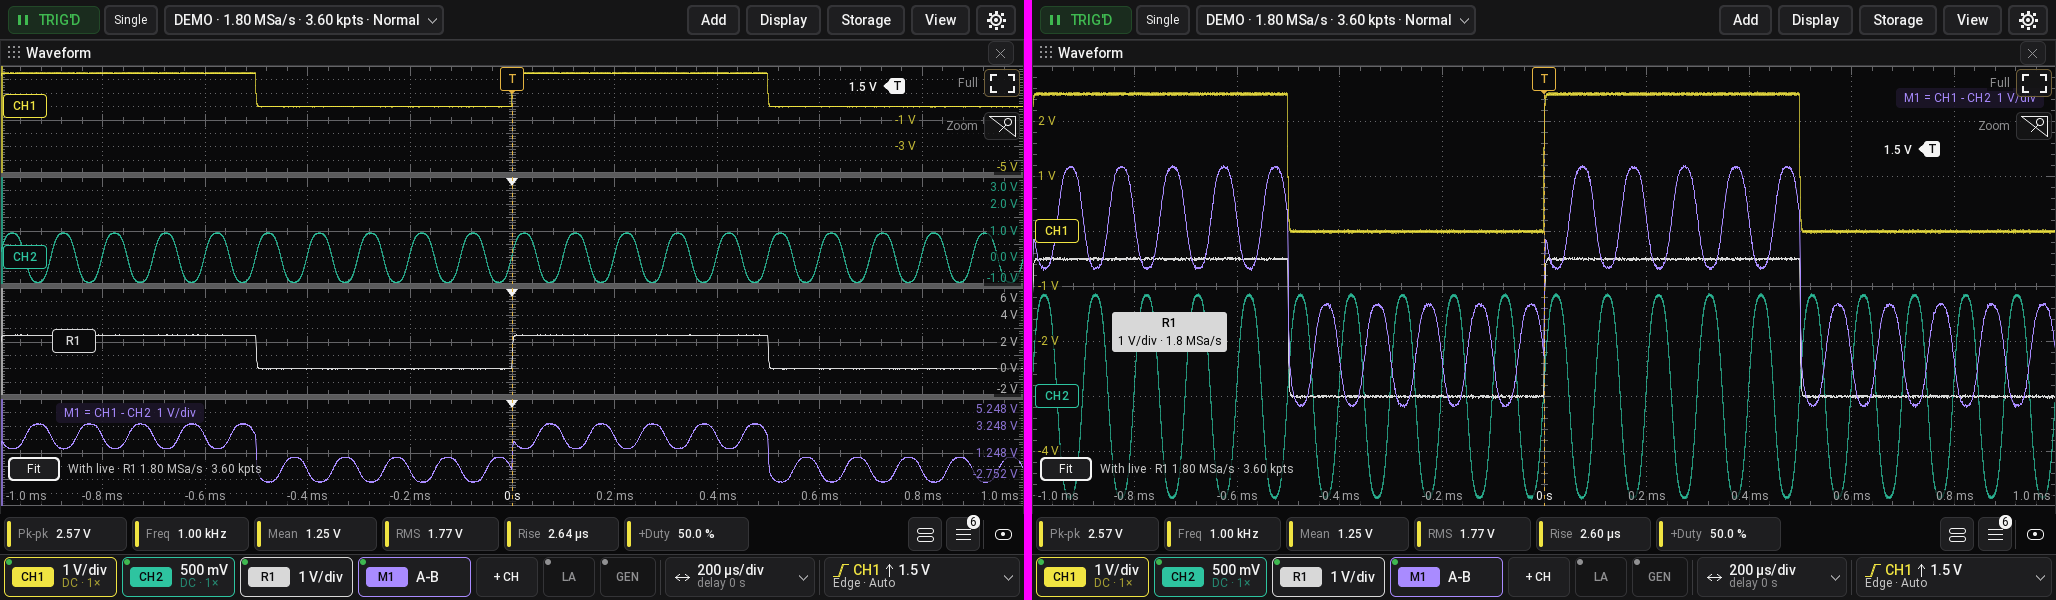 TRIG'D
Single
DEMO · 1.80 MSa/s · 3.60 kpts · Normal
Add
Display
Storage
View
Waveform
T
1.5 V
T
Full
CH1
-1 V
Zoom
-3 V
-5 V
3.0 V
2.0 V
1.0 V
CH2
0.0 V
-1.0 V
6 V
4 V
R1
2 V
0 V
-2 V
M1 = CH1 - CH2 1 V/div
5.248 V
3.248 V
1.248 V
Fit
With live · R1 1.80 MSa/s · 3.60 kpts
-2.752 V
-1.0 ms
-0.8 ms
-0.6 ms
-0.4 ms
-0.2 ms
0 s
0.2 ms
0.4 ms
0.6 ms
0.8 ms
1.0 ms
Pk-pk 2.57 V
Freq 1.00 kHz
Mean 1.25 V
RMS 1.77 V
Rise 2.64 µs
+Duty 50.0 %
6
CH1
1 V/div
DC · 1×
CH2
500 mV
DC · 1×
R1
1 V/div
M1
A-B
+ CH
LA
GEN
200 µs/div
delay 0 s
CH1 ↑ 1.5 V
Edge · Auto
TRIG'D
Single
DEMO · 1.80 MSa/s · 3.60 kpts · Normal
Add
Display
Storage
View
Waveform
T
Full
M1 = CH1 - CH2 1 V/div
2 V
Zoom
1.5 V
T
1 V
CH1
-1 V
R1
1 V/div · 1.8 MSa/s
-2 V
CH2
-4 V
Fit
With live · R1 1.80 MSa/s · 3.60 kpts
-1.0 ms
-0.8 ms
-0.6 ms
-0.4 ms
-0.2 ms
0 s
0.2 ms
0.4 ms
0.6 ms
0.8 ms
1.0 ms
Pk-pk 2.57 V
Freq 1.00 kHz
Mean 1.25 V
RMS 1.77 V
Rise 2.60 µs
+Duty 50.0 %
6
CH1
1 V/div
DC · 1×
CH2
500 mV
DC · 1×
R1
1 V/div
M1
A-B
+ CH
LA
GEN
200 µs/div
delay 0 s
CH1 ↑ 1.5 V
Edge · Auto